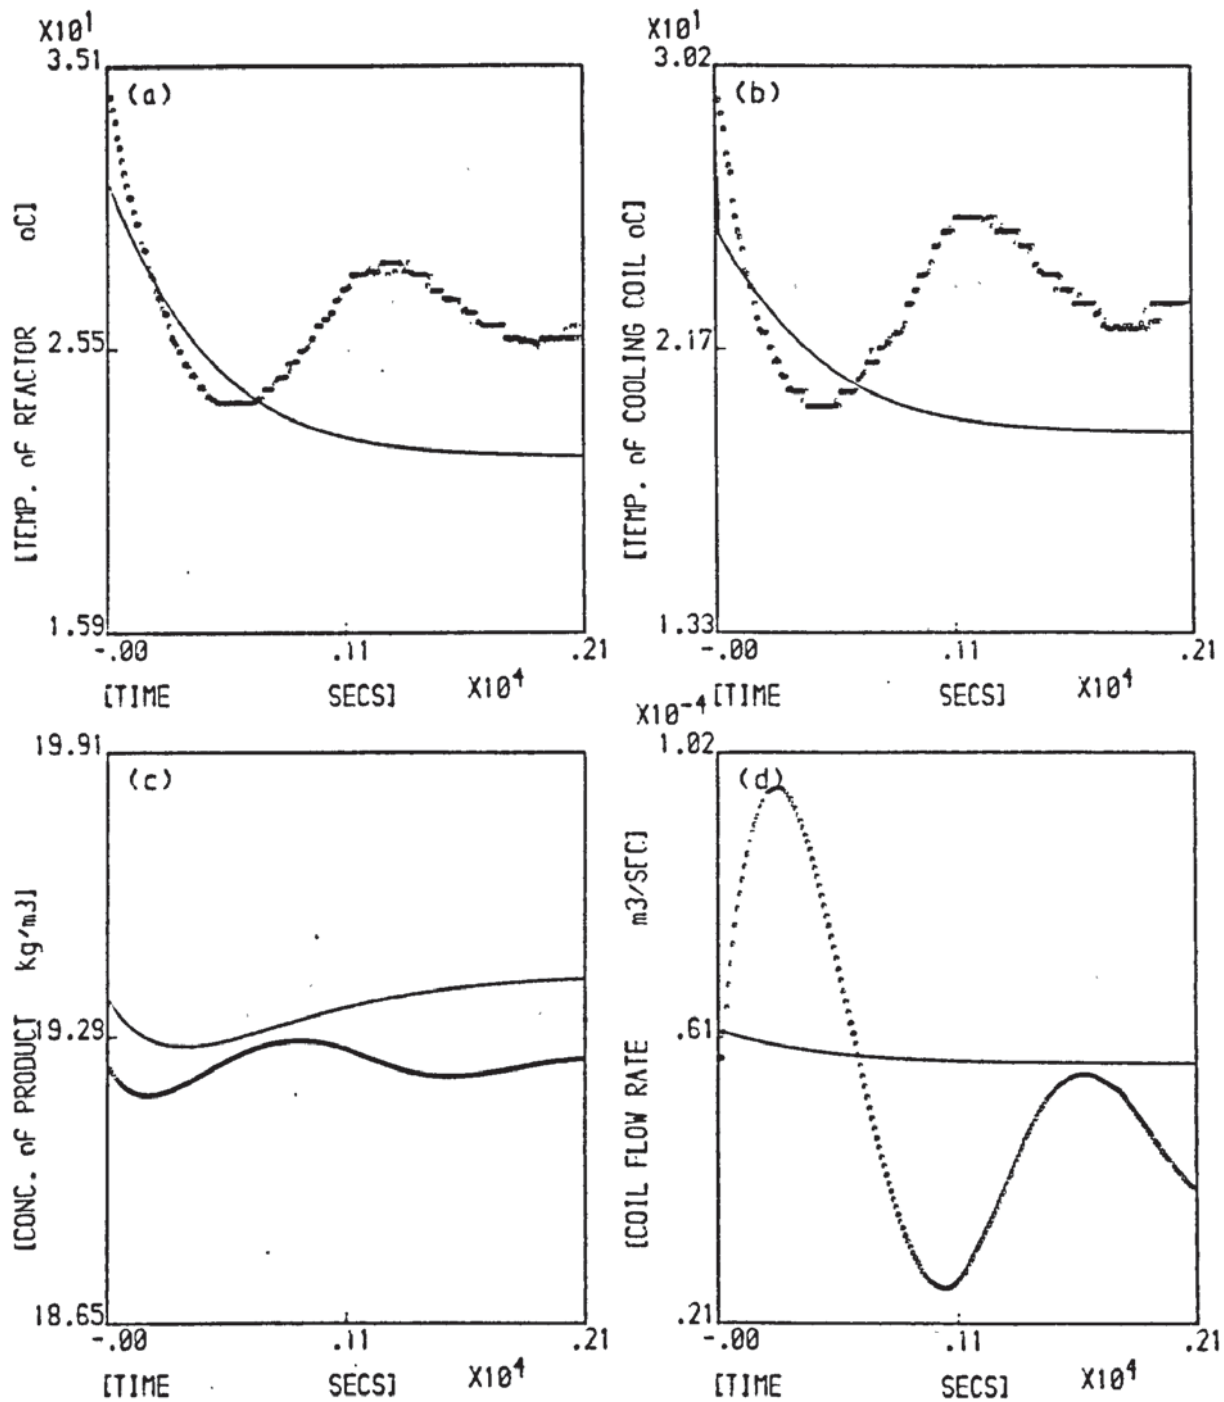 X10¹
3.51
(a)
2.55
1.59
[TEMP. of REACTOR oC]
-.00 .11 .21
[TIME SECS] X10⁴
X10¹
3.02
(b)
2.17
1.33
[TEMP. of COOLING COIL oC]
-.00 .11 .21
[TIME SECS] X10⁴
19.91
(c)
19.28
18.65
[CONC. of PRODUCT kg/m3]
-.00 .11 .21
[TIME SECS] X10⁴
X10⁻⁴
1.02
(d)
.61
.21
[COIL FLOW RATE m3/SEC]
-.00 .11 .21
[TIME SECS] X10⁴